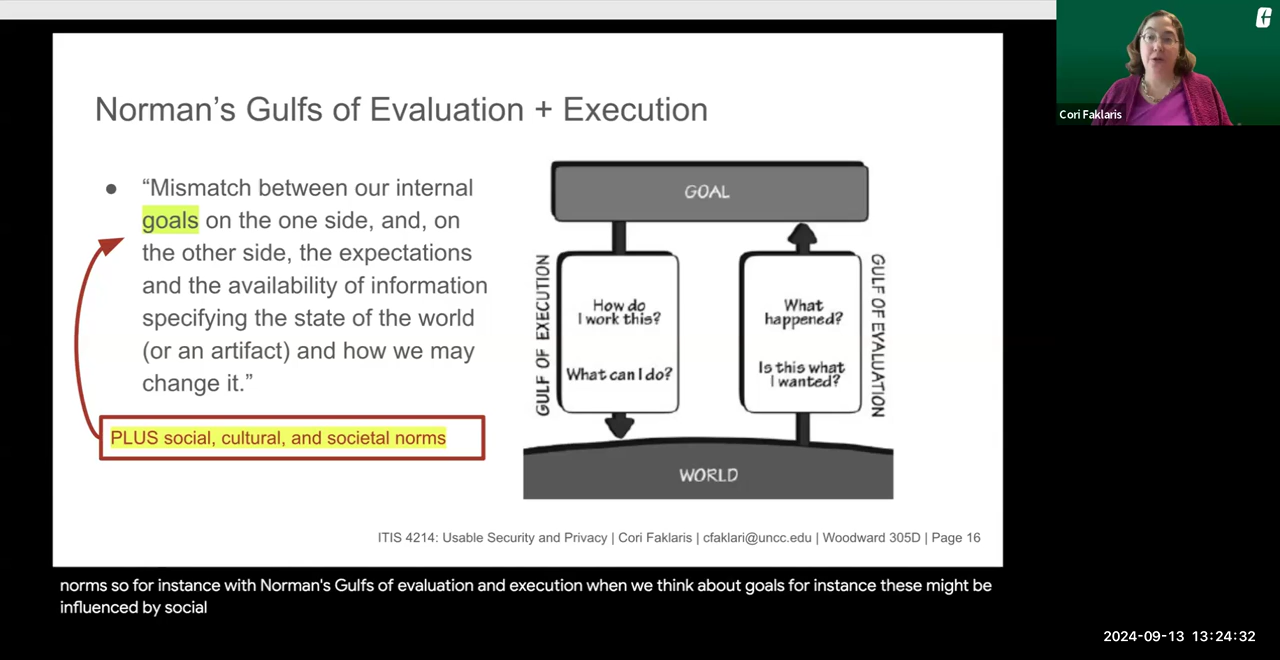 Norman's Gulfs of Evaluation + Execution
● “Mismatch between our internal
goals on the one side, and, on
the other side, the expectations
and the availability of information
specifying the state of the world
(or an artifact) and how we may
change it.”
PLUS social, cultural, and societal norms
GOAL
GULF OF EXECUTION
How do
I work this?
What can I do?
What
happened?
Is this what
I wanted?
GULF OF EVALUATION
WORLD
ITIS 4214: Usable Security and Privacy | Cori Faklaris | cfaklari@uncc.edu | Woodward 305D | Page 16
Cori Faklaris
norms so for instance with Norman's Gulfs of evaluation and execution when we think about goals for instance these might be
influenced by social
2024-09-13 13:24:32